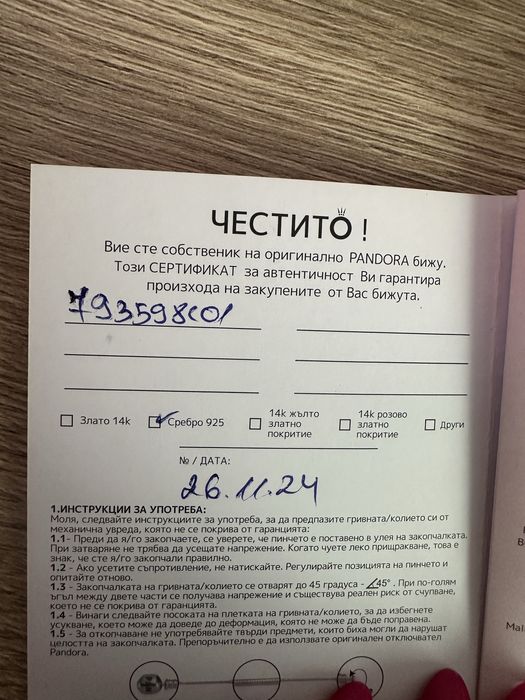 ЧЕСТИТО !
Вие сте собственик на оригинално PANDORA бижу.
Този СЕРТИФИКАТ за автентичност Ви гарантира
произхода на закупените от Вас бижута.
793598C01
Злато 14k
Сребро 925
14k жълто
златно
покритие
14k розово
златно
покритие
Други
№ / ДАТА:
26.11.24
1.ИНСТРУКЦИИ ЗА УПОТРЕБА:
Моля, следвайте инструкциите за употреба, за да предпазите гривната/колието си от
механична увреда, която не се покрива от гаранцията:
1.1- Преди да я/го закопчаете, се уверете, че пинчето е поставено в улея на закопчалката.
При затваряне не трябва да усещате напрежение. Когато чуете леко прищракване, това е
знак, че сте я/го закопчали правилно.
1.2 - Ако усетите съпротивление, не натискайте. Регулирайте позицията на пинчето и
опитайте отново.
1.3 - Закопчалката на гривната/колието се отварят до 45 градуса - ∠45° . При по-голям
ъгъл между двете части се получава напрежение и съществува реален риск от счупване,
което не се покрива от гаранцията.
1.4 - Винаги следвайте посоката на плетката на гривната/колието, за да избегнете
усукване, което може да доведе до деформация, която не може да бъде поправена.
1.5 - За откопчаване не употребявайте твърди предмети, които биха могли да нарушат
целостта на закопчалката. Препоръчително е да използвате оригинален отключвател
Pandora.